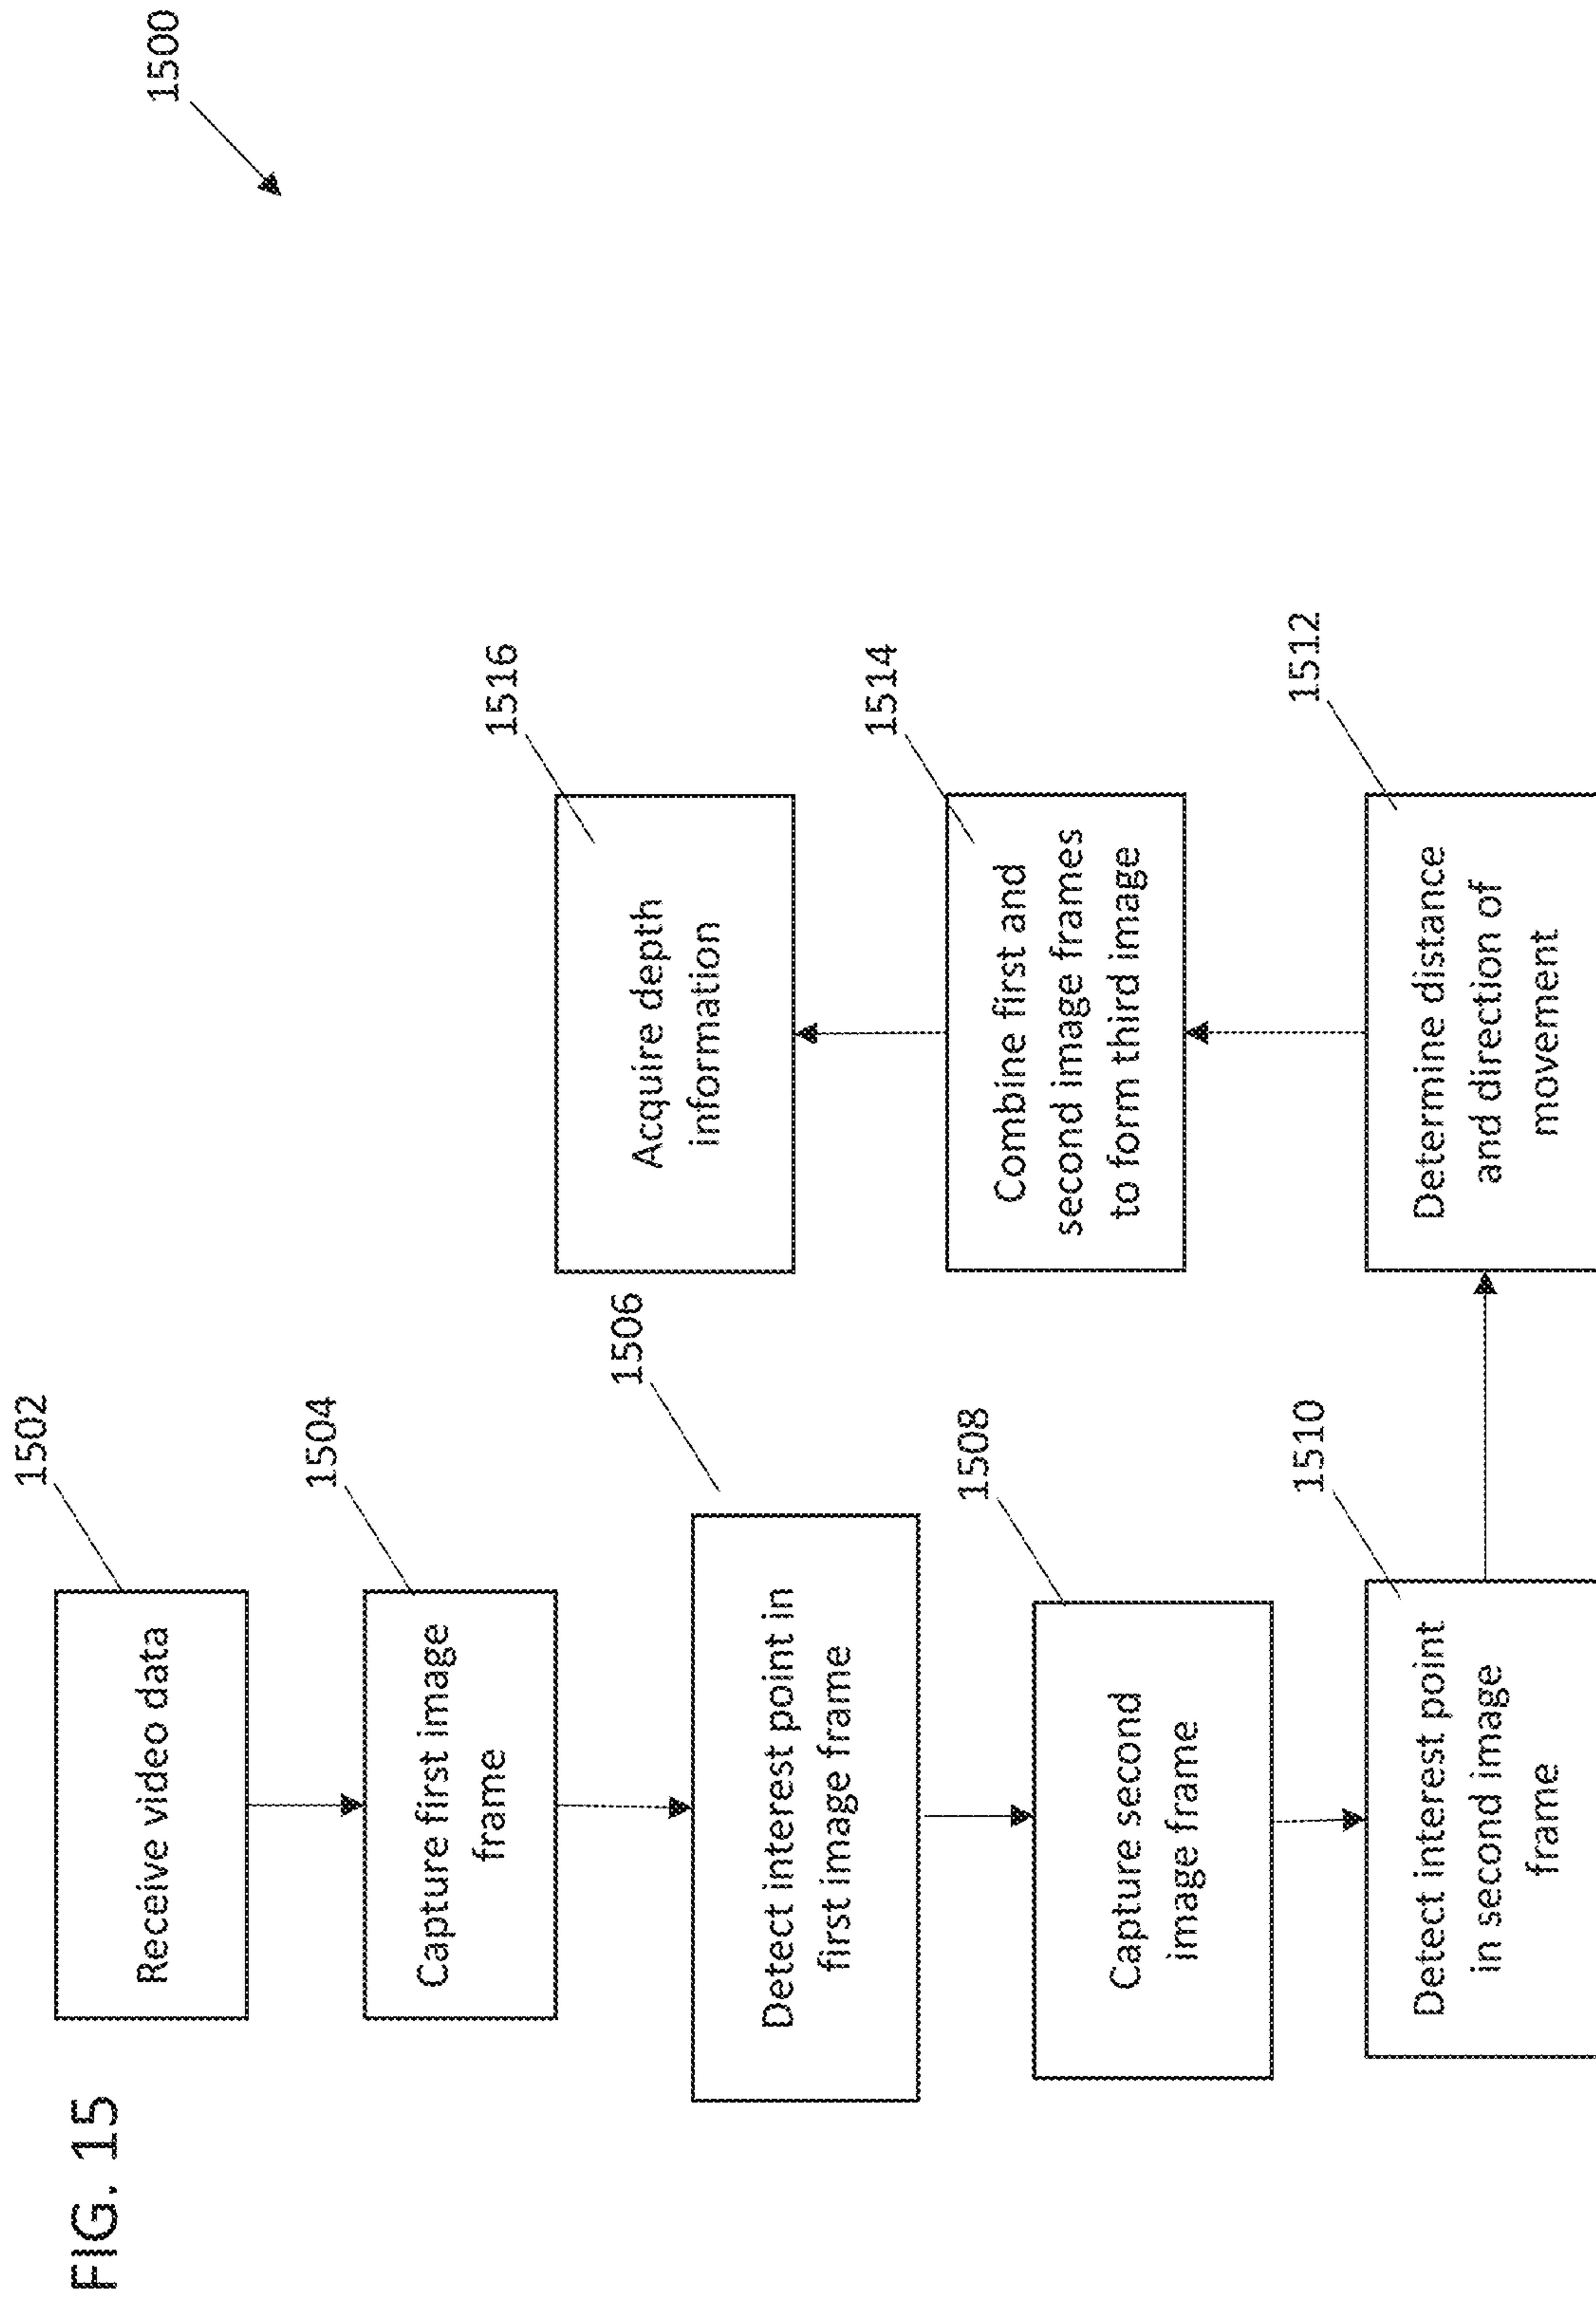 FIG. 15
1500
1502
Receive video data
1504
Capture first image
frame
1506
Detect interest point in
first image frame
1508
Capture second
image frame
1510
Detect interest point
in second image
frame
1512
Determine distance
and direction of
movement
1514
Combine first and
second image frames
to form third image
1516
Acquire depth
information